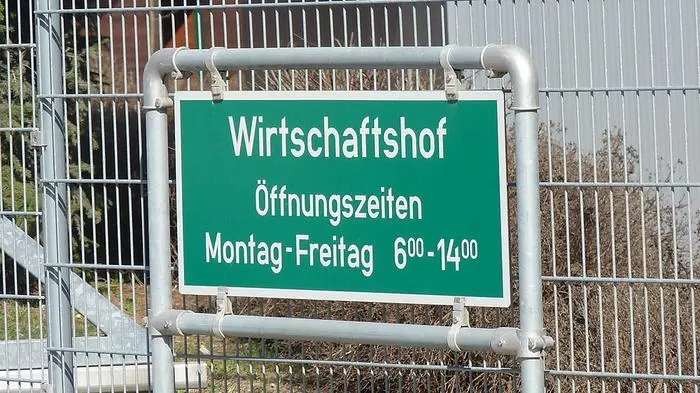 Wirtschaftshof
Öffnungszeiten
Montag-Freitag 6⁰⁰-14⁰⁰